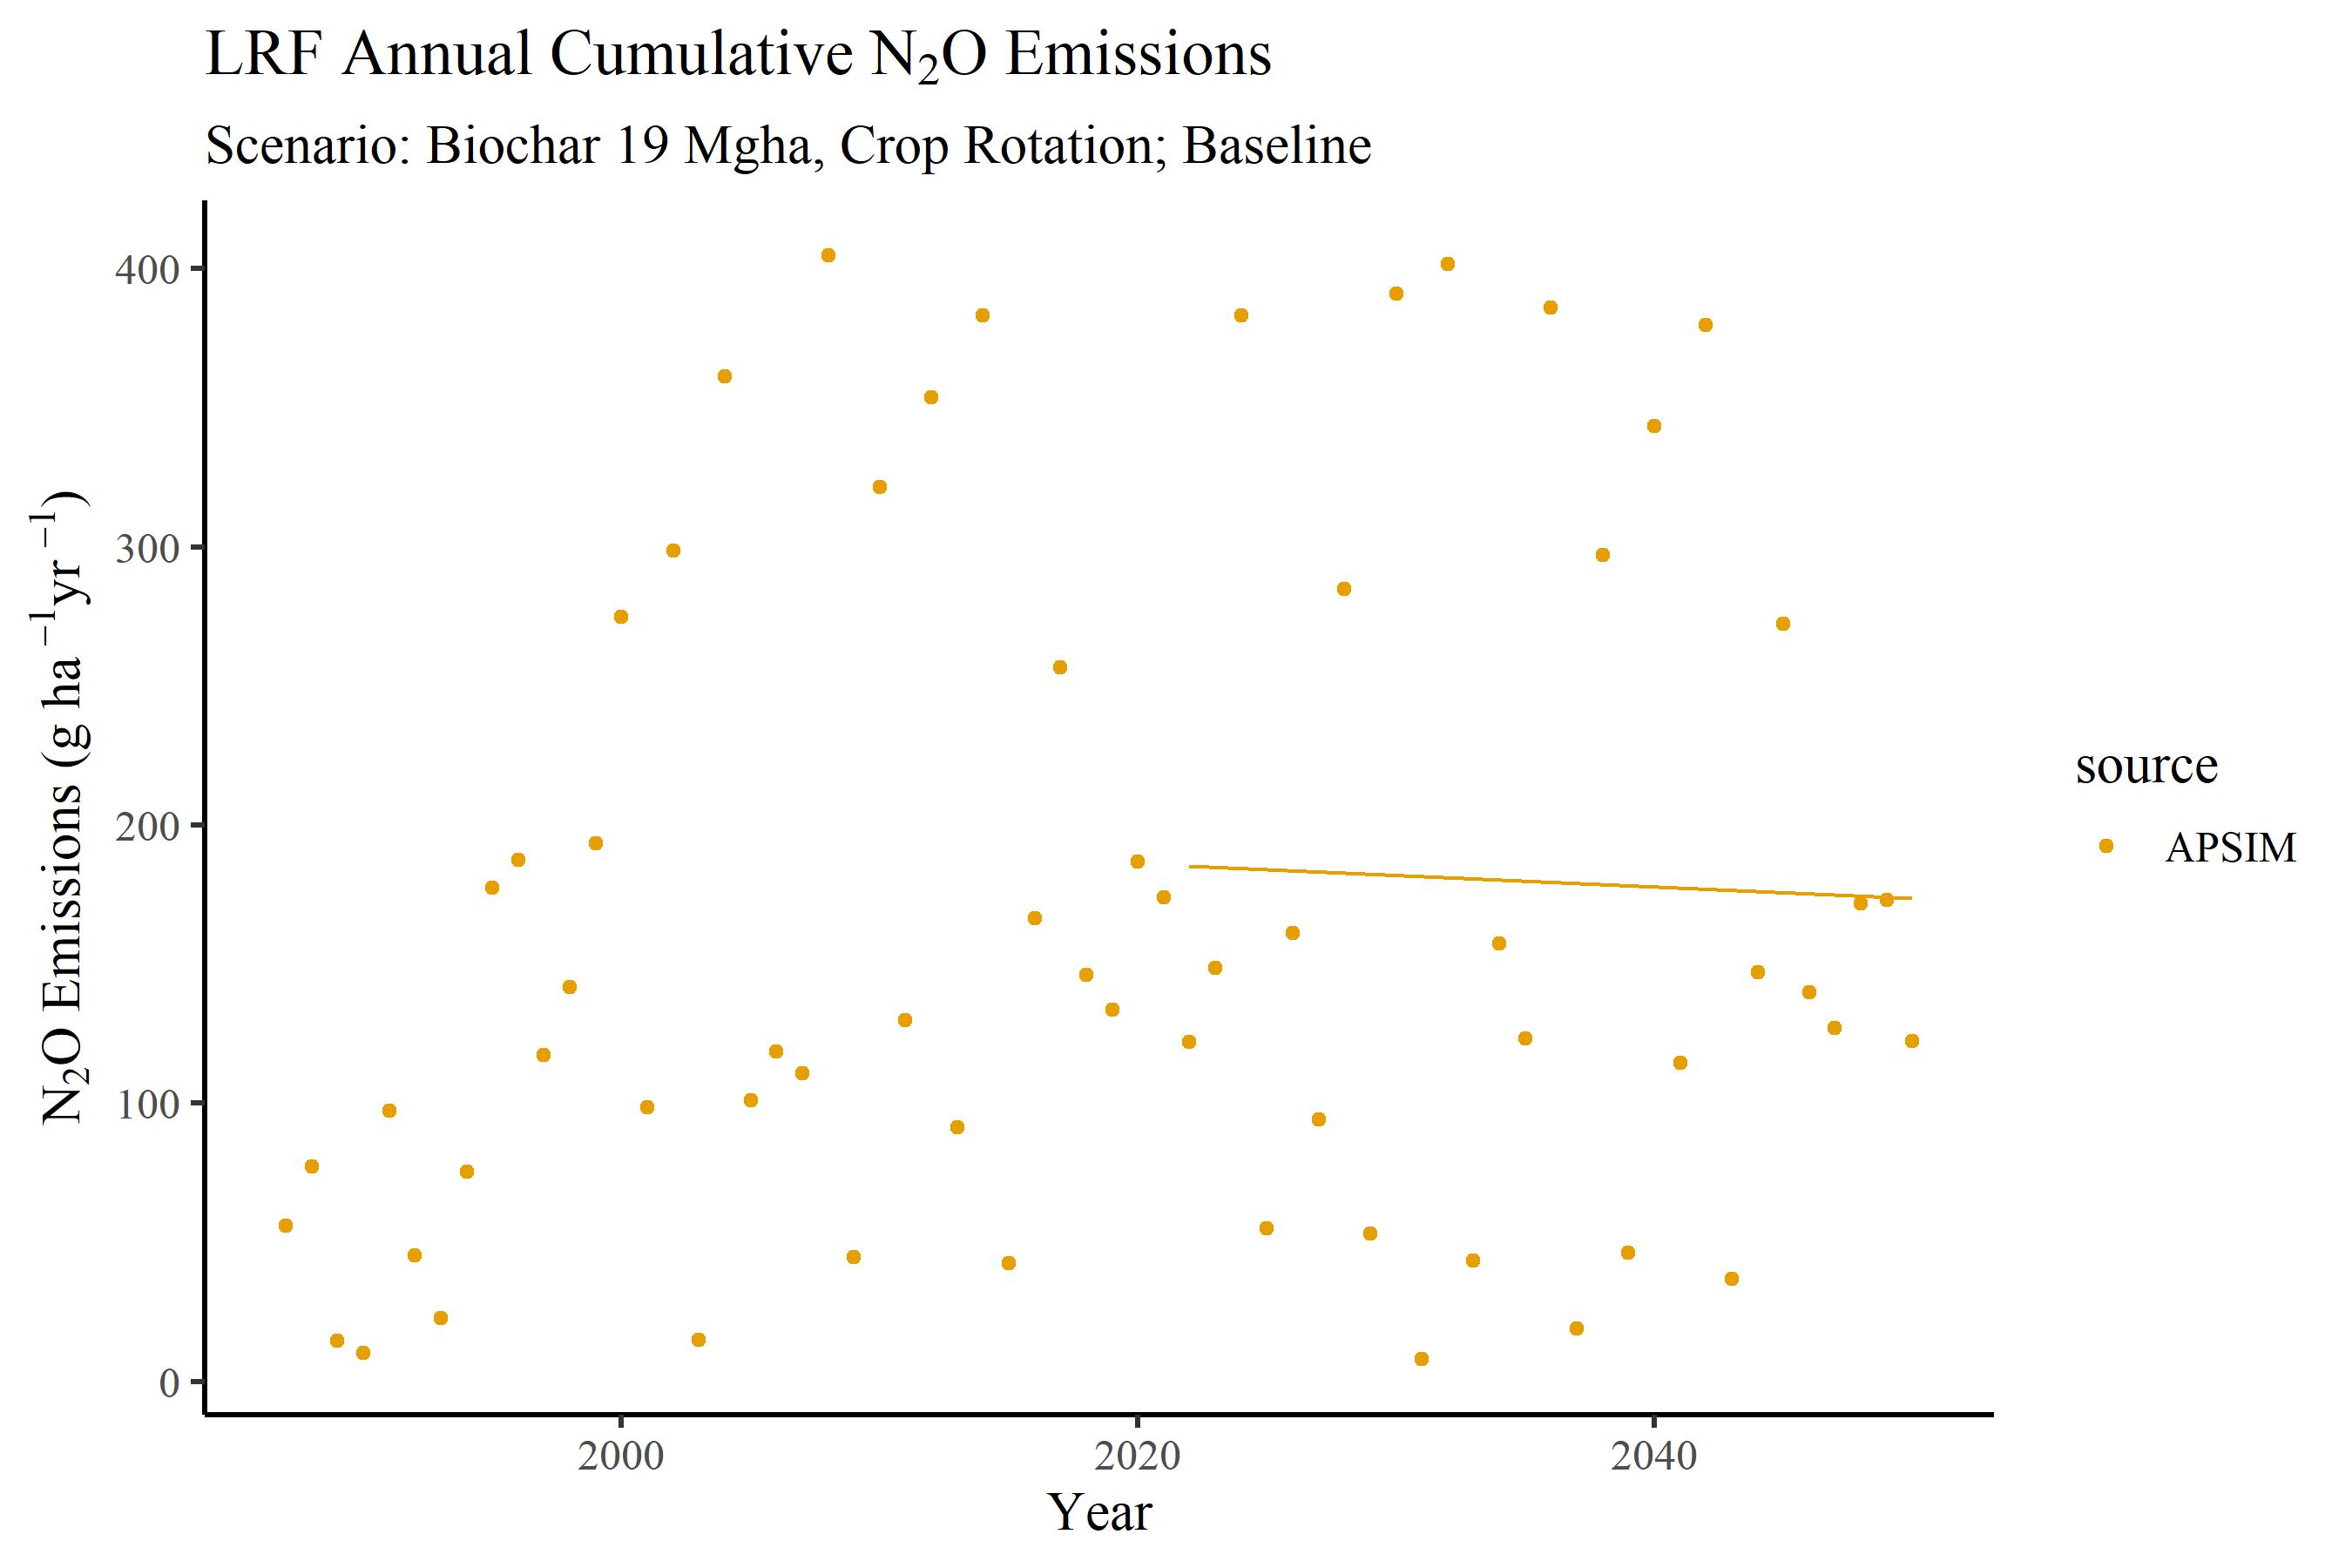 LRF Annual Cumulative N₂O Emissions
Scenario: Biochar 19 Mgha, Crop Rotation; Baseline
N₂O Emissions (g ha ⁻¹yr ⁻¹)
400
300
200
100
0
2000 2020 2040
Year
source
APSIM